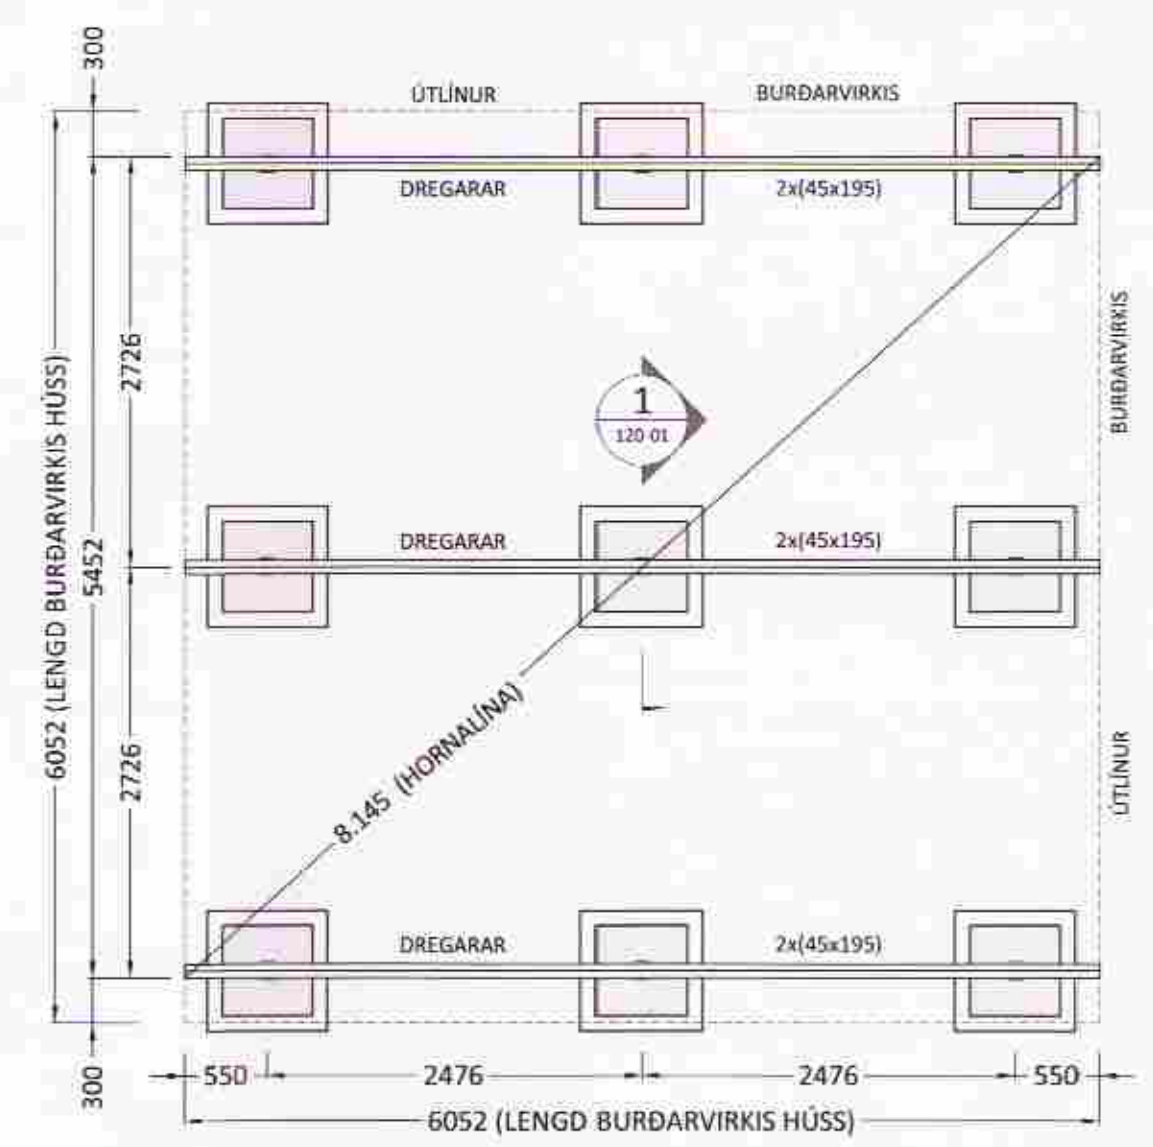 300
ÚTLÍNUR
BURÐARVIRKIS
DREGARAR
2x(45x195)
2726
BURÐARVIRKIS
1
120-01
6052 (LENGD BURÐARVIRKIS HÚSS)
5452
DREGARAR
2x(45x195)
8.145 (HORNALÍNA)
2726
ÚTLÍNUR
DREGARAR
2x(45x195)
300
550
2476
2476
550
6052 (LENGD BURÐARVIRKIS HÚSS)